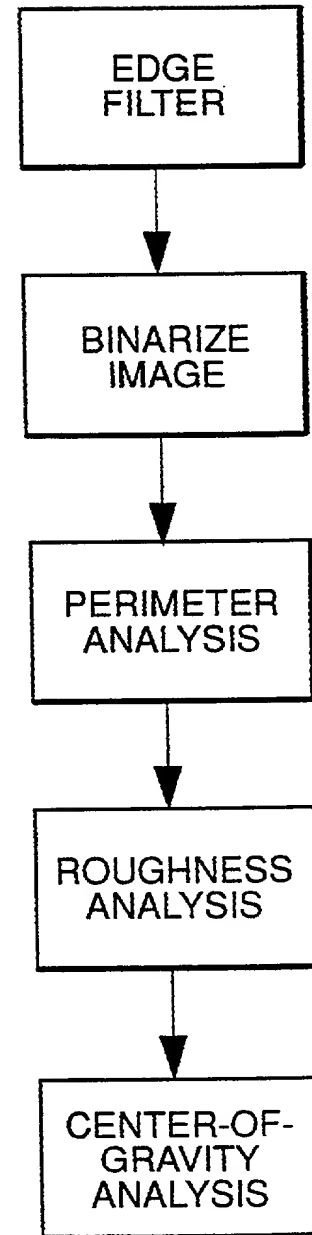 EDGE
FILTER
BINARIZE
IMAGE
PERIMETER
ANALYSIS
ROUGHNESS
ANALYSIS
CENTER-OF-
GRAVITY
ANALYSIS